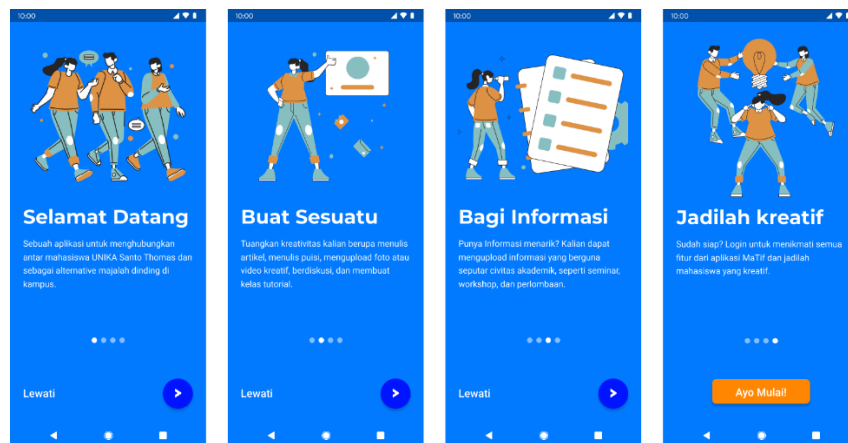 10:00
Selamat Datang
Sebuah aplikasi untuk menghubungkan
antar mahasiswa UNIKA Santo Thomas dan
sebagai alternative majalah dinding di
kampus.
Lewati
10:00
Buat Sesuatu
Tuangkan kreativitas kalian berupa menulis
artikel, menulis puisi, mengupload foto atau
video kreatif, berdiskusi, dan membuat
kelas tutorial.
Lewati
10:00
Bagi Informasi
Punya Informasi menarik? Kalian dapat
mengupload informasi yang berguna
seputar civitas akademik, seperti seminar,
workshop, dan perlombaan.
Lewati
10:00
Jadilah kreatif
Sudah siap? Login untuk menikmati semua
fitur dari aplikasi MaTif dan jadilah
mahasiswa yang kreatif.
Ayo Mulai!